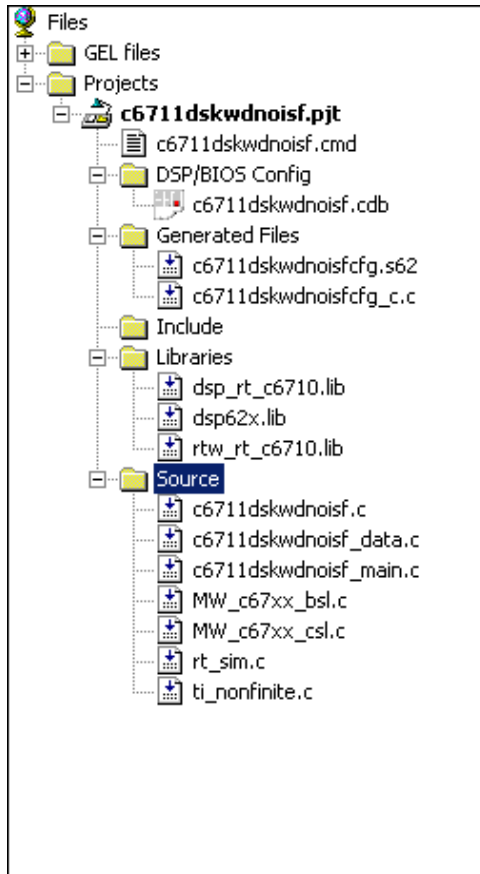 Files
GEL files
Projects
c6711dskwdnoisf.pjt
c6711dskwdnoisf.cmd
DSP/BIOS Config
c6711dskwdnoisf.cdb
Generated Files
c6711dskwdnoisfcfg.s62
c6711dskwdnoisfcfg_c.c
Include
Libraries
dsp_rt_c6710.lib
dsp62x.lib
rtw_rt_c6710.lib
Source
c6711dskwdnoisf.c
c6711dskwdnoisf_data.c
c6711dskwdnoisf_main.c
MW_c67xx_bsl.c
MW_c67xx_csl.c
rt_sim.c
ti_nonfinite.c